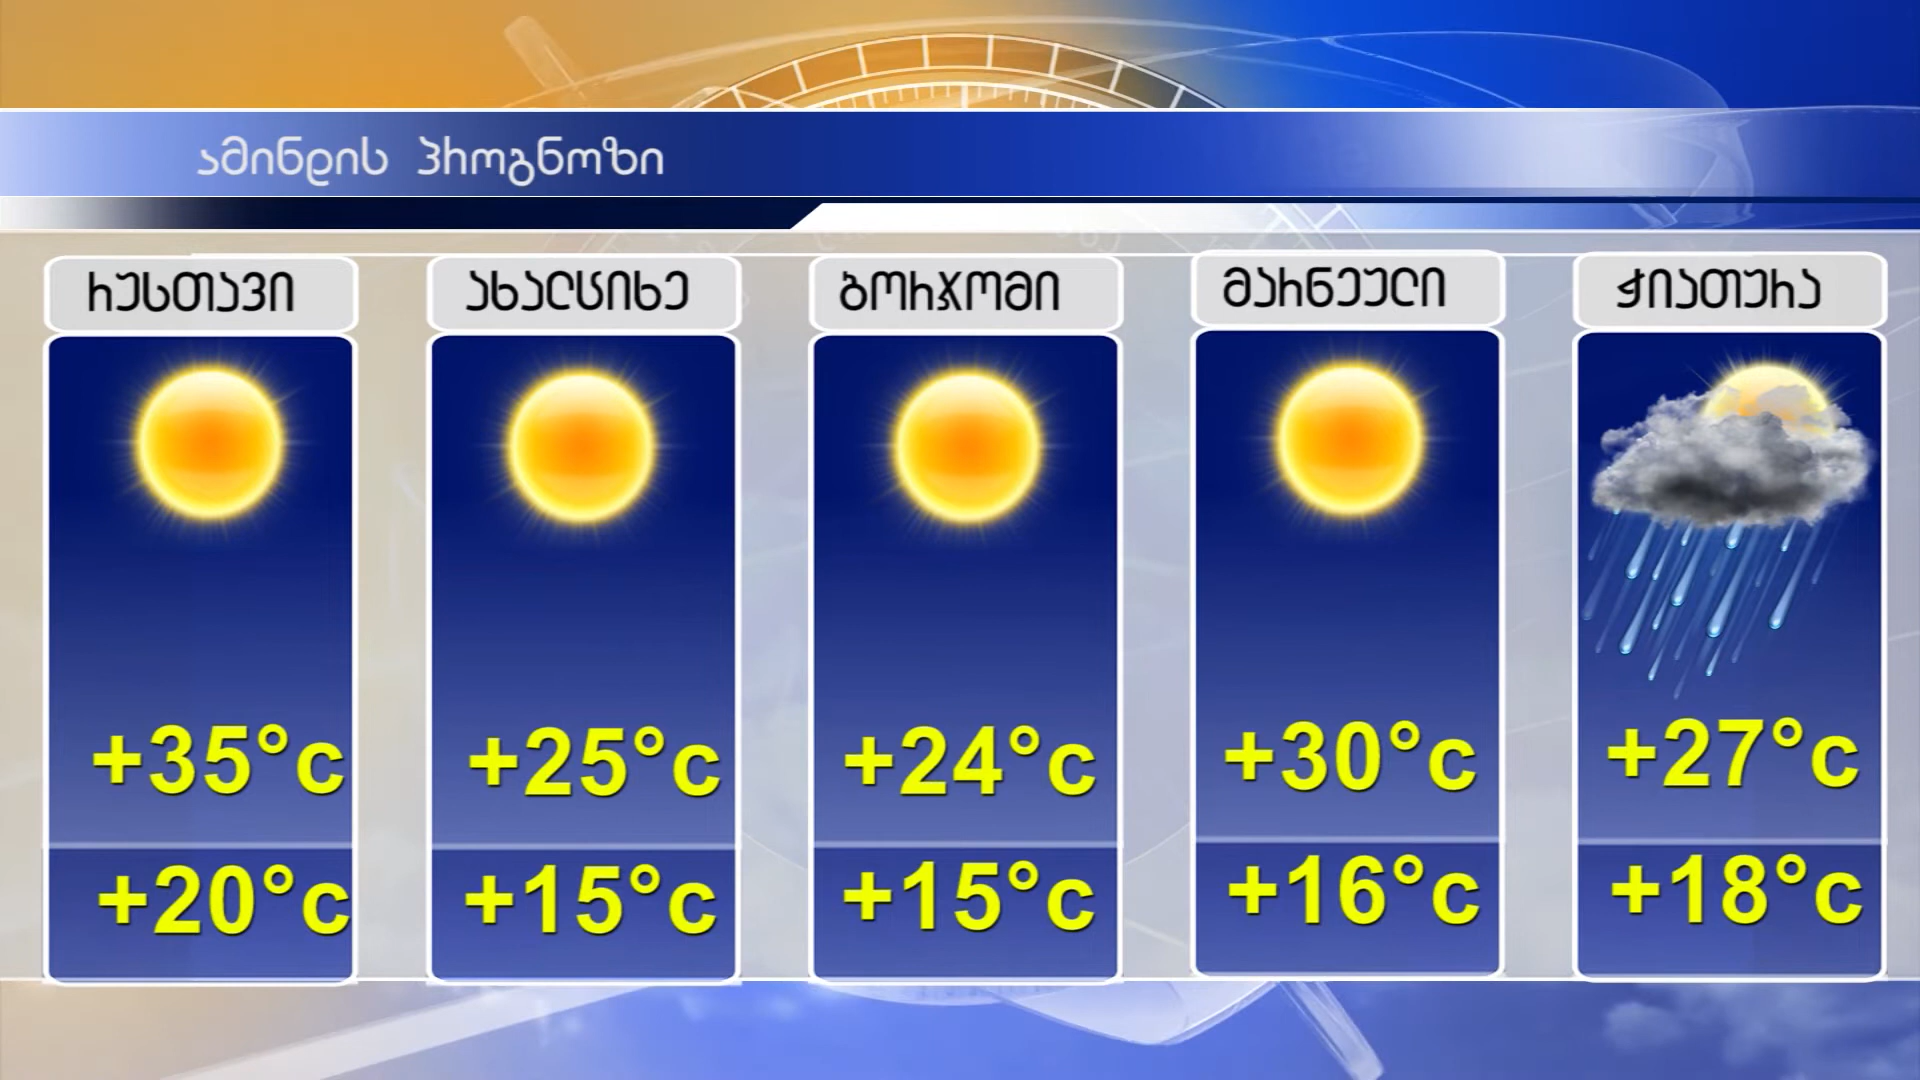 ამინდის პროგნოზი
რუსთავი
ახალციხე
ბორჯომი
მარნეული
ჭიათურა
+35°c
+25°c
+24°c
+30°c
+27°c
+20°c
+15°c
+15°c
+16°c
+18°c